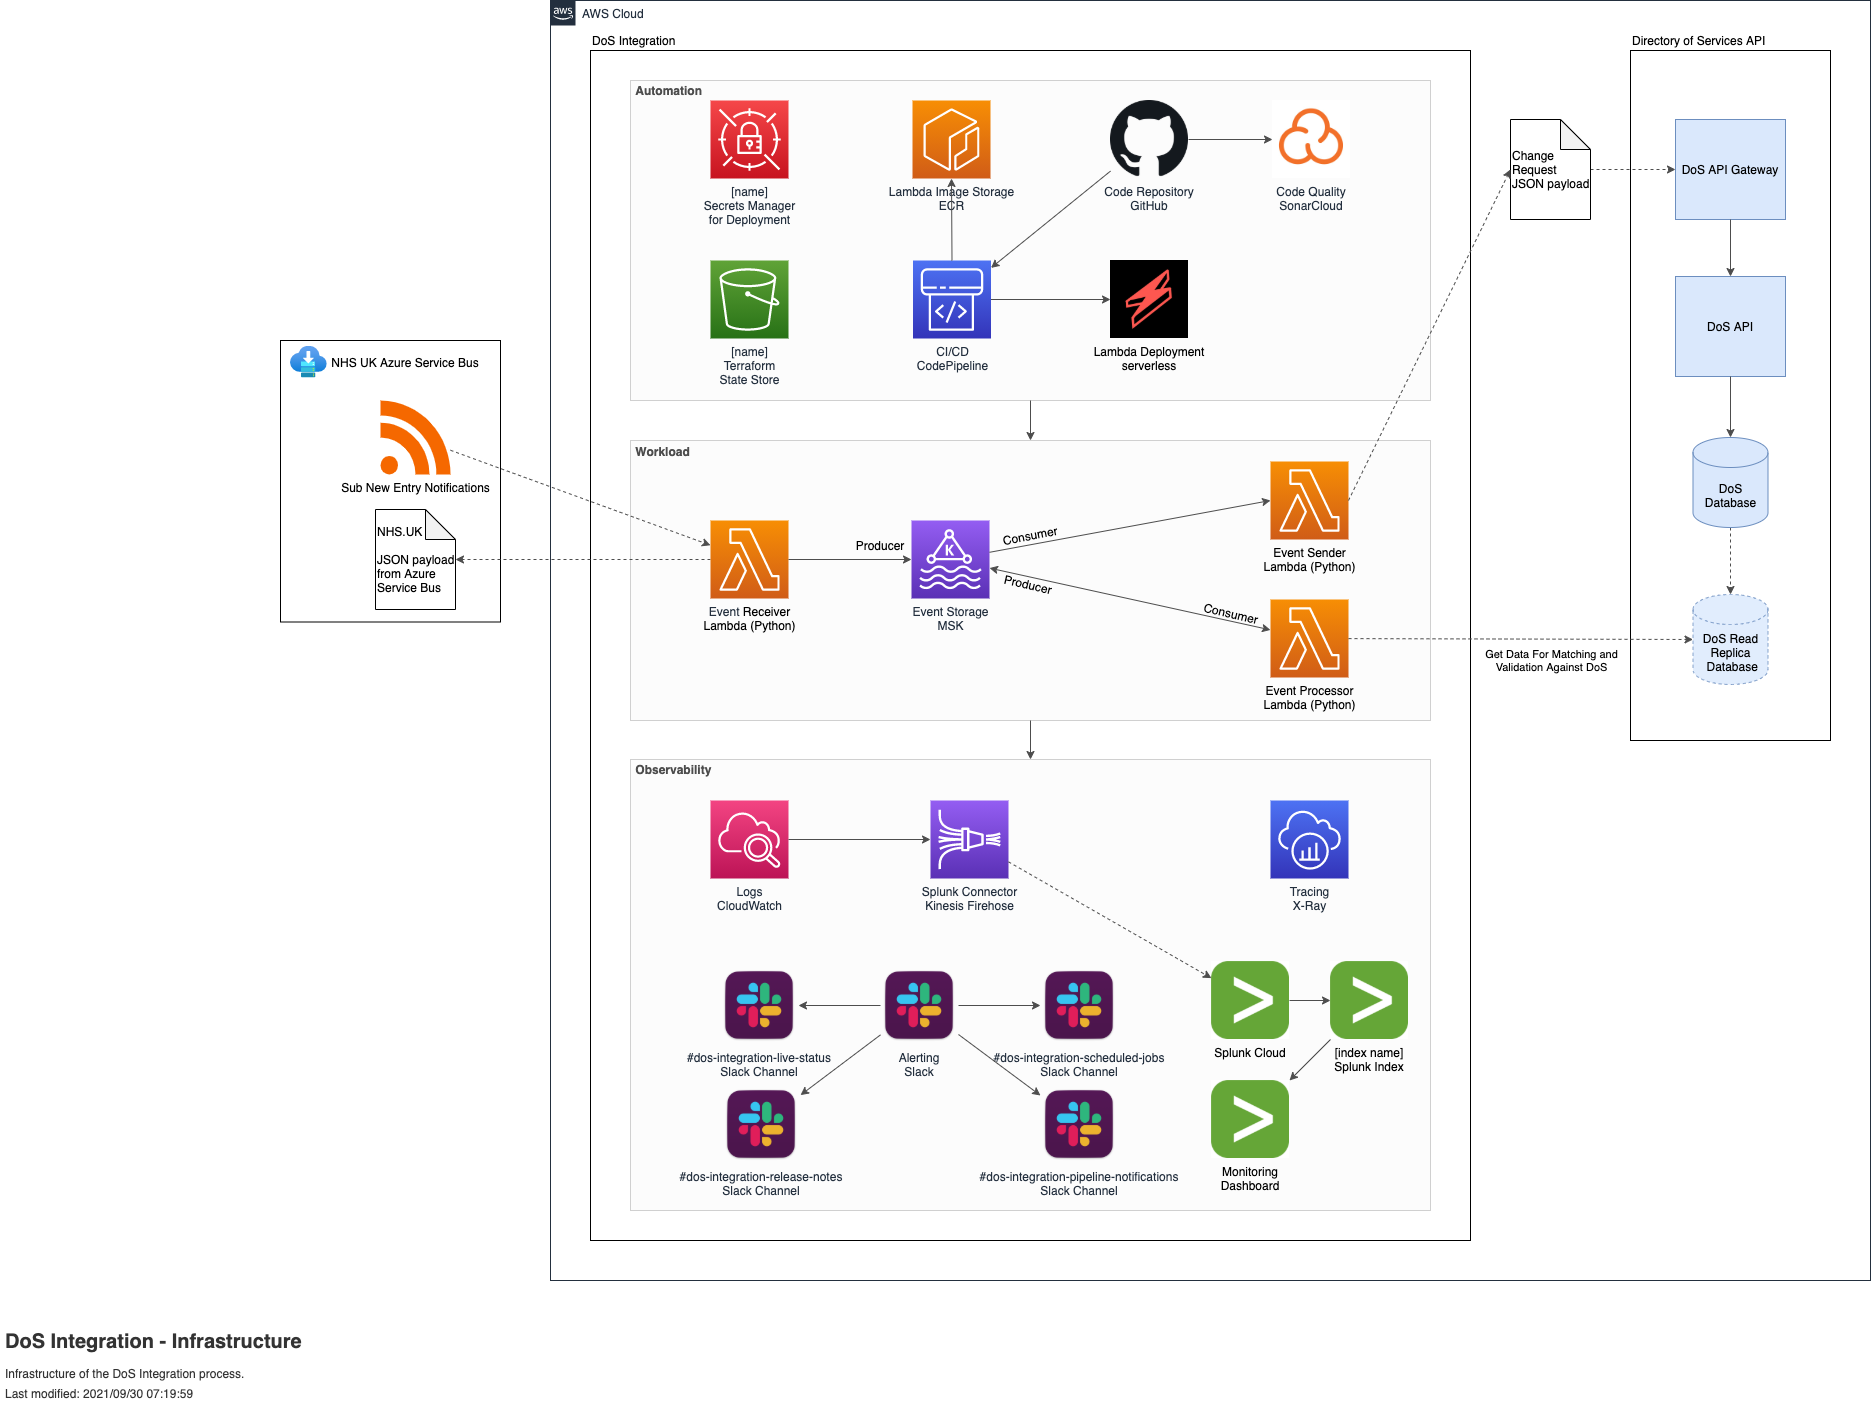 aws
AWS Cloud
DoS Integration
Directory of Services API
Automation
[name]
Secrets Manager
for Deployment
Lambda Image Storage
ECR
Code Repository
GitHub
Code Quality
SonarCloud
[name]
Terraform
State Store
CI/CD
CodePipeline
Lambda Deployment
serverless
Change
Request
JSON payload
DoS API Gateway
DoS API
DoS
Database
DoS Read
Replica
Database
NHS UK Azure Service Bus
Sub New Entry Notifications
NHS.UK
JSON payload
from Azure
Service Bus
Workload
Event Receiver
Lambda (Python)
Producer
K
Event Storage
MSK
Consumer
Producer
Consumer
Event Sender
Lambda (Python)
Event Processor
Lambda (Python)
Get Data For Matching and
Validation Against DoS
Observability
Logs
CloudWatch
Splunk Connector
Kinesis Firehose
Tracing
X-Ray
#dos-integration-live-status
Slack Channel
Alerting
Slack
#dos-integration-scheduled-jobs
Slack Channel
Splunk Cloud
[index name]
Splunk Index
#dos-integration-release-notes
Slack Channel
#dos-integration-pipeline-notifications
Slack Channel
Monitoring
Dashboard
DoS Integration - Infrastructure
Infrastructure of the DoS Integration process.
Last modified: 2021/09/30 07:19:59